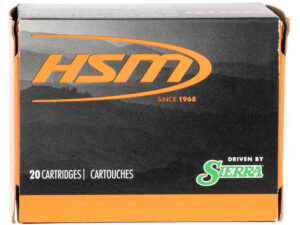 HSM
SINCE 1968
20 CARTRIDGES | CARTOUCHES
DRIVEN BY
SIERRA